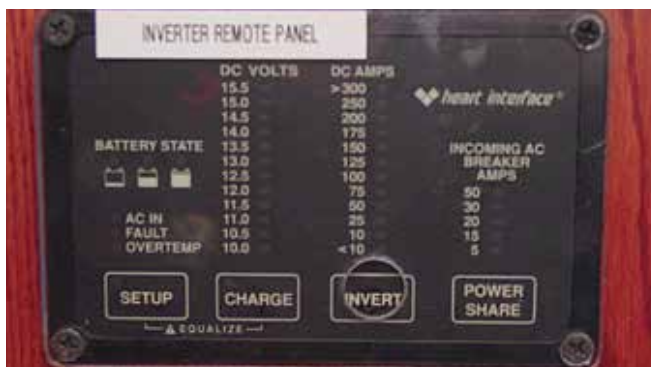 INVERTER REMOTE PANEL
DC VOLTS
15.5
15.0
14.5
14.0
13.5
13.0
12.5
12.0
11.5
11.0
10.5
10.0
DC AMPS
>300
250
200
175
150
125
100
75
50
25
10
<10
heart interface®
BATTERY STATE
AC IN
FAULT
OVERTEMP
INCOMING AC
BREAKER
AMPS
50
30
20
15
5
SETUP
CHARGE
INVERT
POWER
SHARE
EQUALIZE